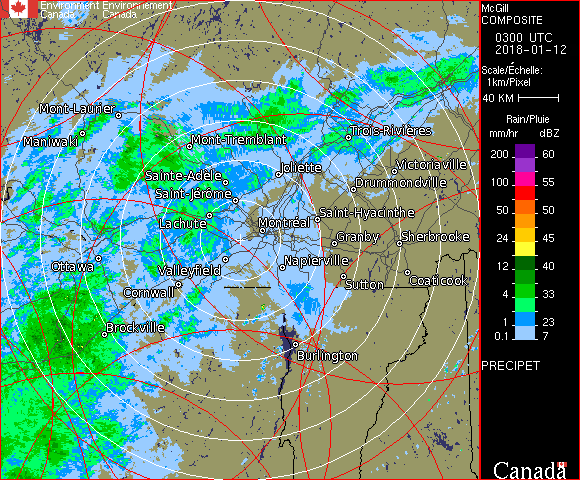 Environment Environnement
Canada Canada
Mont-Laurier
Maniwaki
Mont-Tremblant
Trois-Rivières
Sainte-Adèle
Joliette
Victoriaville
Saint-Jérôme
Drummondville
Lachute
Montréal
Saint-Hyacinthe
Granby
Sherbrooke
Ottawa
Valleyfield
Napierville
Cornwall
Sutton
Coaticook
Brockville
Burlington
McGill
COMPOSITE
0300 UTC
2018-01-12
Scale/Échelle:
1km/Pixel
40 KM
Rain/Pluie
mm/hr dBZ
200 60
100 55
50 50
24 45
12 40
4 33
1 23
0.1 7
PRECIPET
Canada